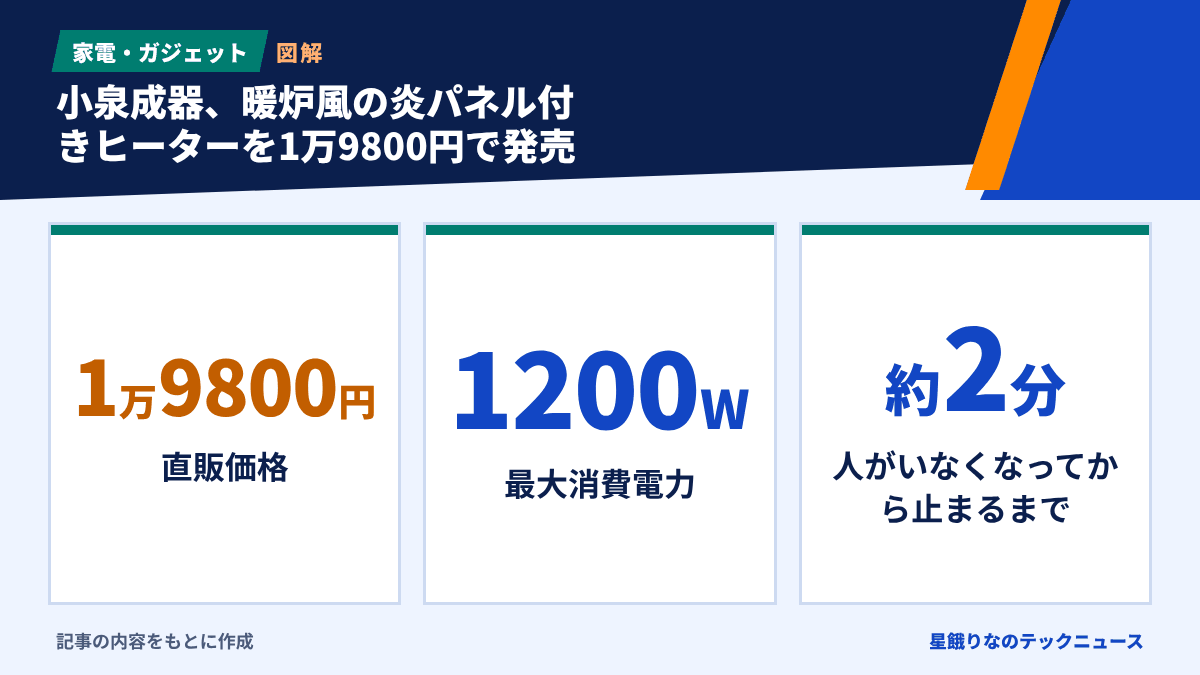 家電・ガジェット 図解
小泉成器、暖炉風の炎パネル付
きヒーターを1万9800円で発売
1万9800円
直販価格
1200W
最大消費電力
約2分
人がいなくなってか
ら止まるまで
記事の内容をもとに作成
星餓りなのテックニュース